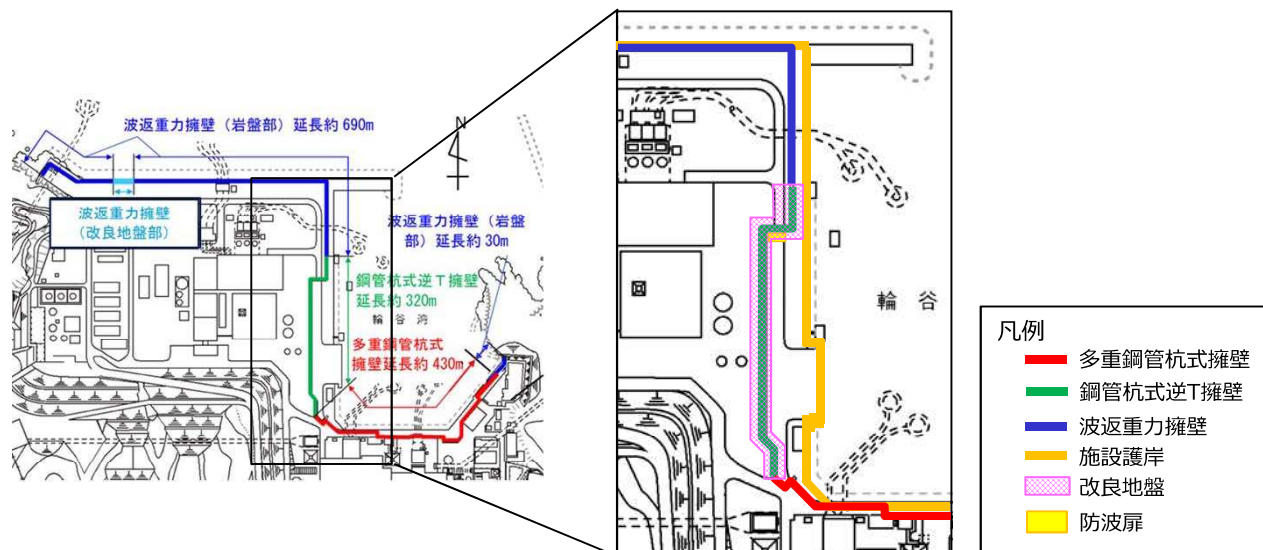 波返重力擁壁（岩盤部）延長約 690m
N
波返重力擁壁
（改良地盤部）
波返重力擁壁（岩盤
部）延長約 30m
鋼管杭式逆Ｔ擁壁
延長約 320m
輪 谷 湾
多重鋼管杭式
擁壁延長約 430m
輪 谷
凡例
多重鋼管杭式擁壁
鋼管杭式逆T擁壁
波返重力擁壁
施設護岸
改良地盤
防波扉